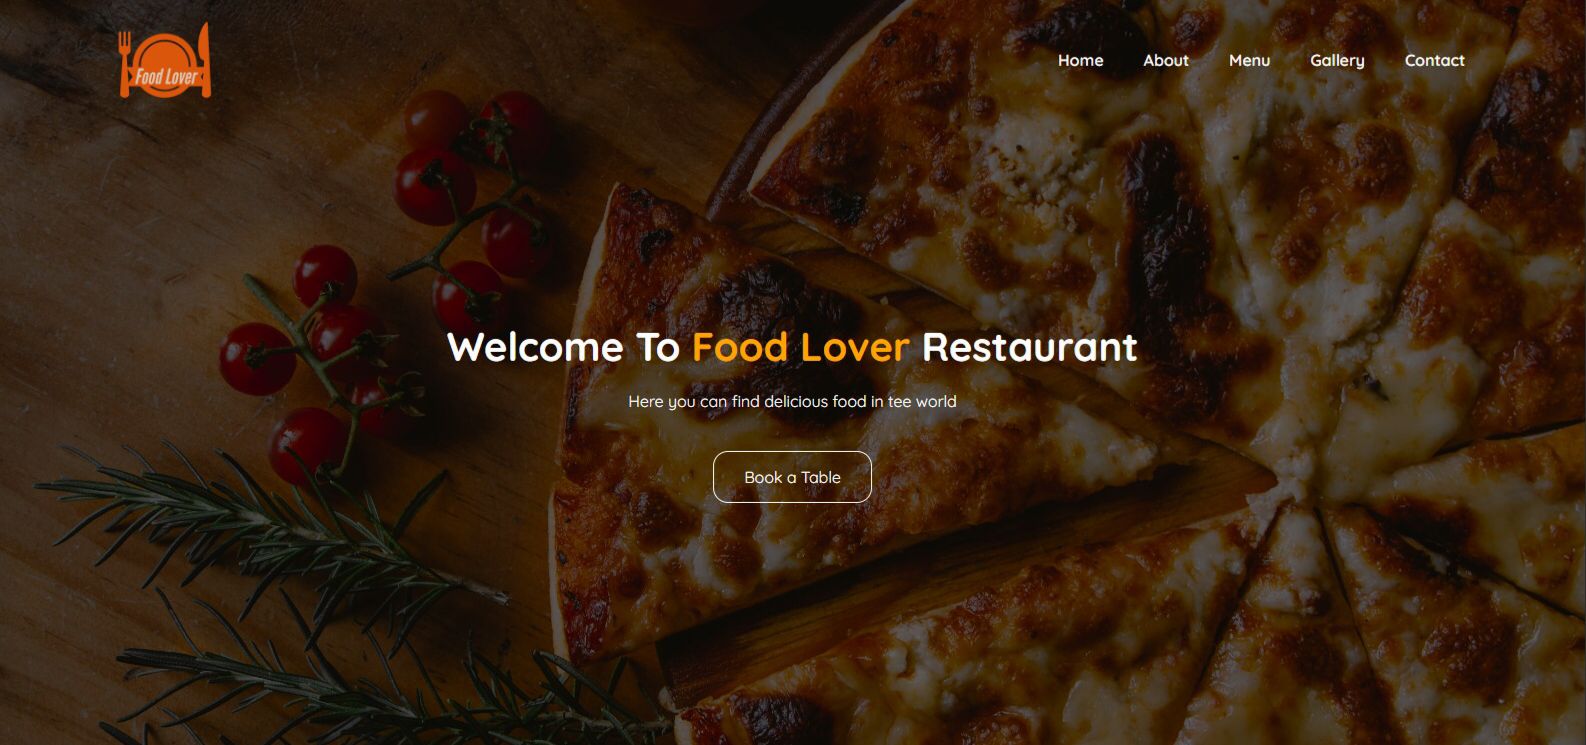 Food Lover
Home About Menu Gallery Contact
Welcome To Food Lover Restaurant
Here you can find delicious food in tee world
Book a Table